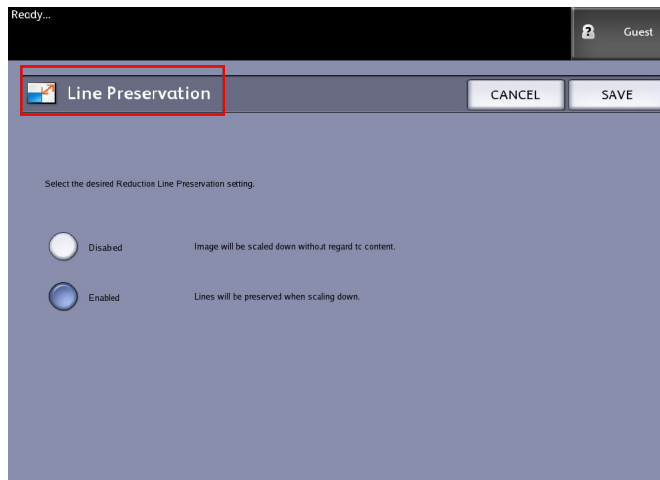 Ready...
Guest
Line Preservation
CANCEL
SAVE
Select the desired Reduction Line Preservation setting.
Disabed
Image will be scaled down without regard to content.
Enabled
Lines will be preserved when scaling down.